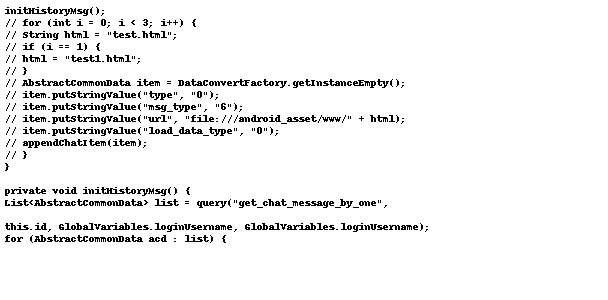 initHistoryMsg();
// for (int i = 0; i < 3; i++) {
// String html = "test.html";
// if (i == 1) {
// html = "test1.html";
// }
// AbstractCommonData item = DataConvertFactory.getInstanceEmpty();
// item.putStringValue("type", "0");
// item.putStringValue("msg_type", "6");
// item.putStringValue("url", "file:///android_asset/www/" + html);
// item.putStringValue("load_data_type", "0");
// appendChatItem(item);
// }
}
private void initHistoryMsg() {
List<AbstractCommonData> list = query("get_chat_message_by_one",
this.id, GlobalVariables.loginUsername, GlobalVariables.loginUsername);
for (AbstractCommonData acd : list) {